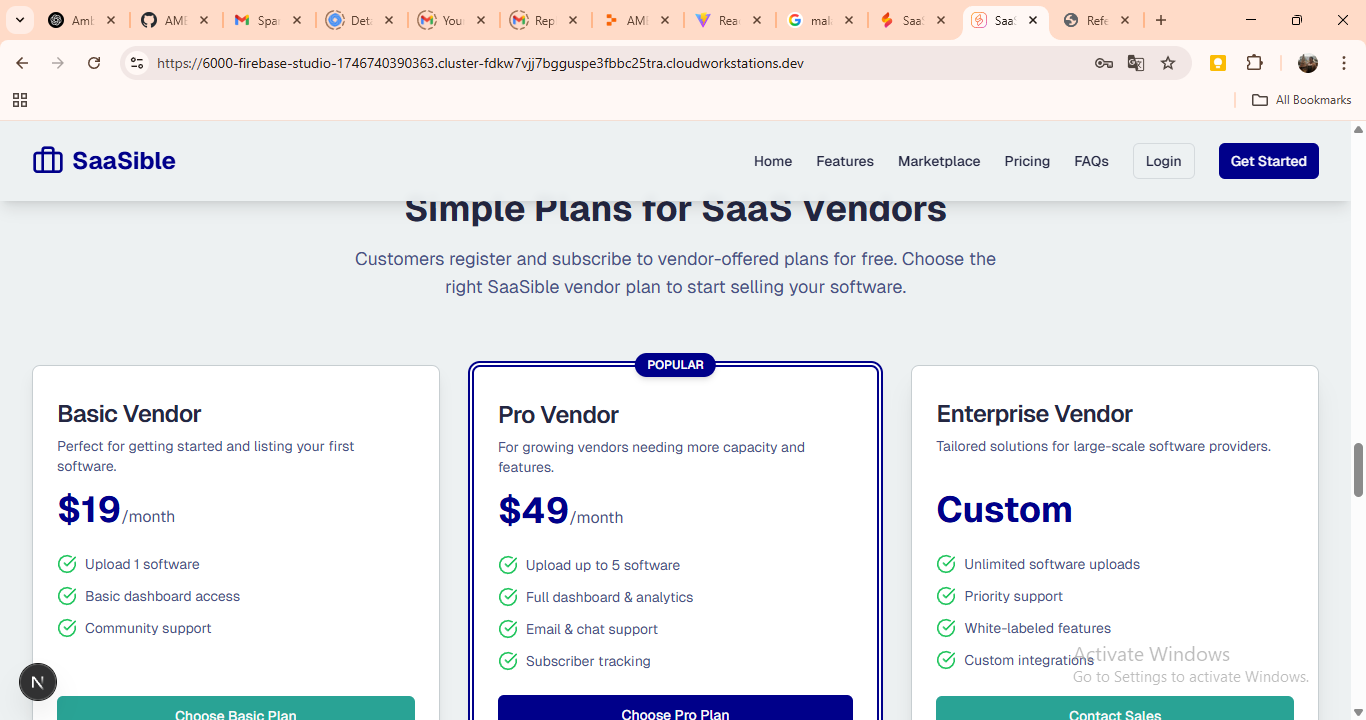 Amb
AME
Spa
Deta
You
Rep
AME
Reac
mala
SaaS
SaaS
Refe
https://6000-firebase-studio-1746740390363.cluster-fdkw7vjj7bgguspe3fbbc25tra.cloudworkstations.dev
All Bookmarks
SaaSible
Home
Features
Marketplace
Pricing
FAQs
Login
Get Started
Simple Plans for SaaS Vendors
Customers register and subscribe to vendor-offered plans for free. Choose the
right SaaSible vendor plan to start selling your software.
Basic Vendor
Perfect for getting started and listing your first
software.
$19/month
Upload 1 software
Basic dashboard access
Community support
Choose Basic Plan
POPULAR
Pro Vendor
For growing vendors needing more capacity and
features.
$49/month
Upload up to 5 software
Full dashboard & analytics
Email & chat support
Subscriber tracking
Choose Pro Plan
Enterprise Vendor
Tailored solutions for large-scale software providers.
Custom
Unlimited software uploads
Priority support
White-labeled features
Custom integrations
Contact Sales
Activate Windows
Go to Settings to activate Windows.
N